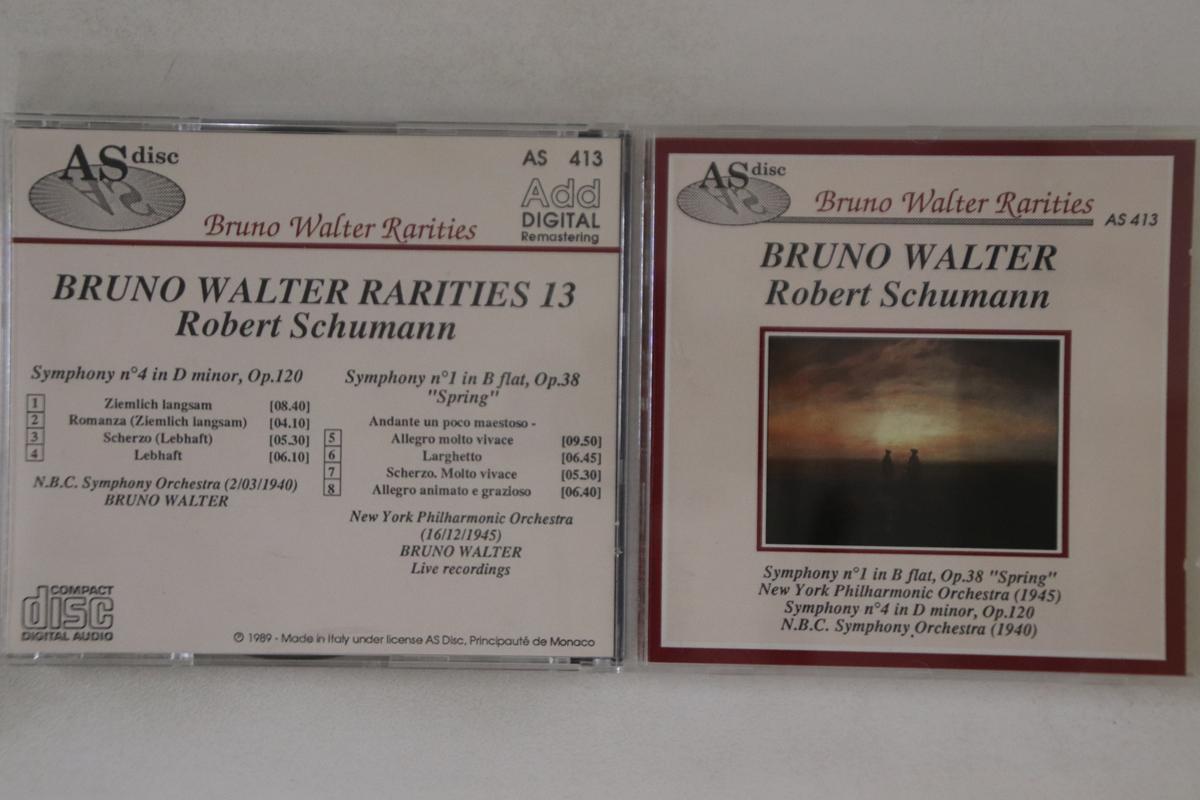 AS disc
AS 413
Add
DIGITAL
Remastering
Bruno Walter Rarities
BRUNO WALTER RARITIES 13
Robert Schumann
Symphony n°4 in D minor, Op.120
1 Ziemlich langsam [08.40]
2 Romanza (Ziemlich langsam) [04.10]
3 Scherzo (Lebhaft) [05.30]
4 Lebhaft [06.10]
N.B.C. Symphony Orchestra (2/03/1940)
BRUNO WALTER
Symphony n°1 in B flat, Op.38
"Spring"
Andante un poco maestoso -
5 Allegro molto vivace [09.50]
6 Larghetto [06.45]
7 Scherzo. Molto vivace [05.30]
8 Allegro animato e grazioso [06.40]
New York Philharmonic Orchestra
(16/12/1945)
BRUNO WALTER
Live recordings
COMPACT
disc
DIGITAL AUDIO
℗ 1989 - Made in Italy under license AS Disc, Principauté de Monaco
AS disc
Bruno Walter Rarities
AS 413
BRUNO WALTER
Robert Schumann
Symphony n°1 in B flat, Op.38 "Spring"
New York Philharmonic Orchestra (1945)
Symphony n°4 in D minor, Op.120
N.B.C. Symphony Orchestra (1940)